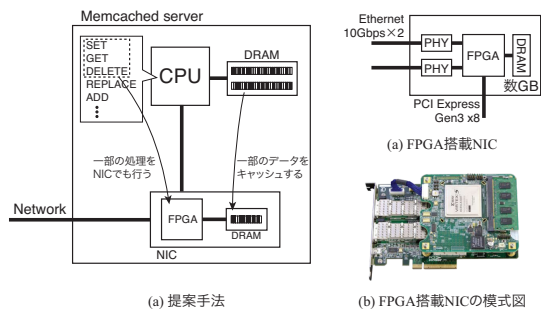 Memcached server
SET
GET
DELETE
REPLACE
ADD
CPU
DRAM
一部の処理を
NICでも行う
一部のデータを
キャッシュする
Network
FPGA
DRAM
NIC
(a) 提案手法
Ethernet
10Gbps×2
PHY
PHY
FPGA
DRAM
数GB
PCI Express
Gen3 x8
(a) FPGA搭載NIC
(b) FPGA搭載NICの模式図